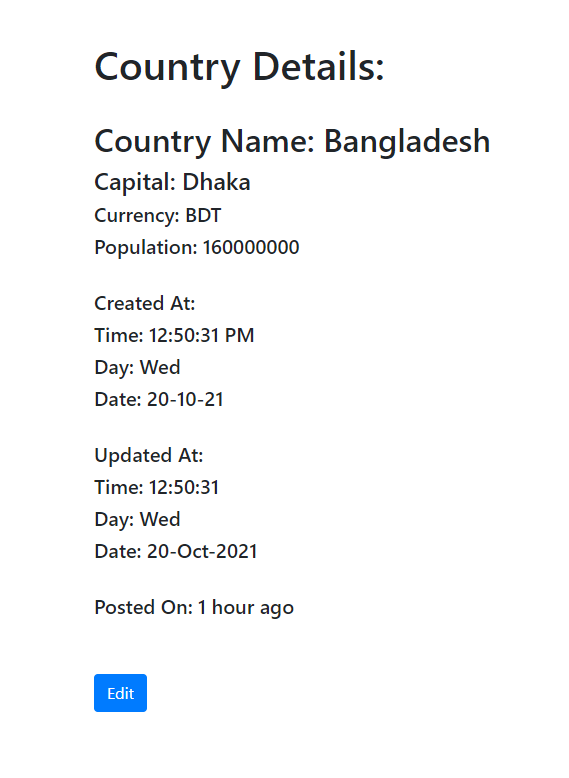 Country Details:
Country Name: Bangladesh
Capital: Dhaka
Currency: BDT
Population: 160000000
Created At:
Time: 12:50:31 PM
Day: Wed
Date: 20-10-21
Updated At:
Time: 12:50:31
Day: Wed
Date: 20-Oct-2021
Posted On: 1 hour ago
Edit